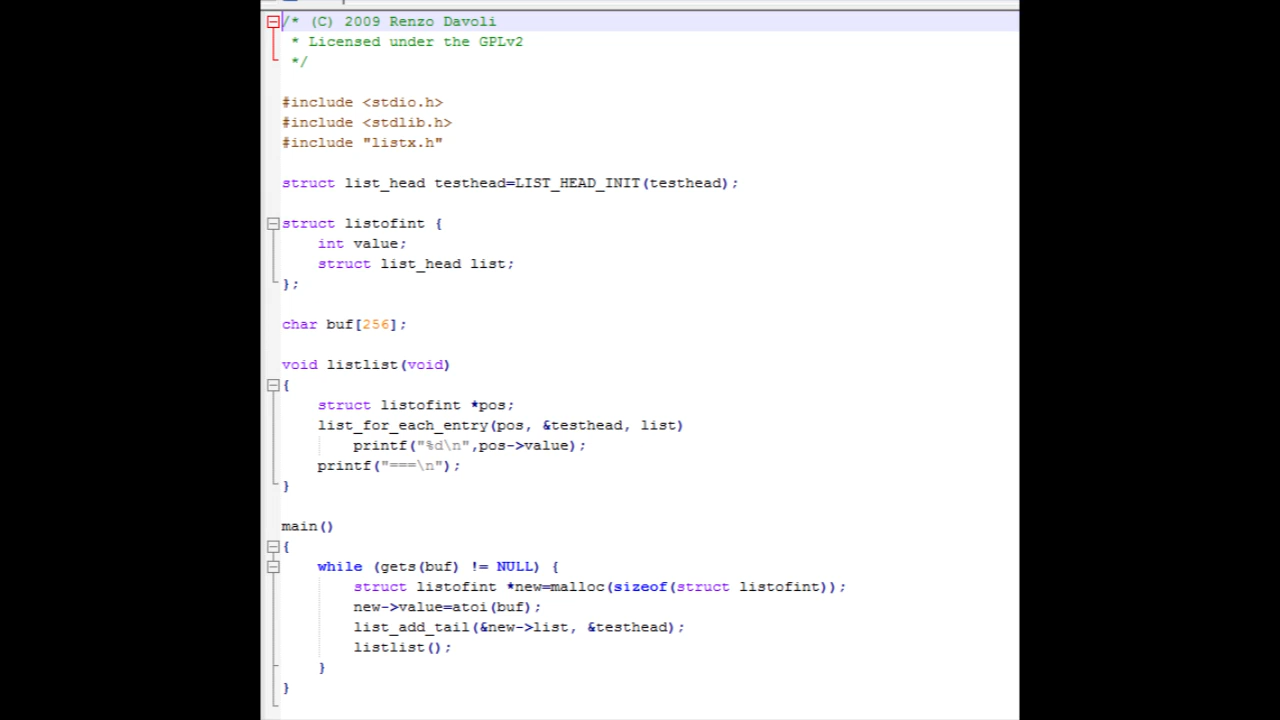 /* (C) 2009 Renzo Davoli
 * Licensed under the GPLv2
 */
#include <stdio.h>
#include <stdlib.h>
#include "listx.h"
struct list_head testhead=LIST_HEAD_INIT(testhead);
struct listofint {
    int value;
    struct list_head list;
};
char buf[256];
void listlist(void)
{
    struct listofint *pos;
    list_for_each_entry(pos, &testhead, list)
        printf("%d\n",pos->value);
    printf("===\n");
}
main()
{
    while (gets(buf) != NULL) {
        struct listofint *new=malloc(sizeof(struct listofint));
        new->value=atoi(buf);
        list_add_tail(&new->list, &testhead);
        listlist();
    }
}